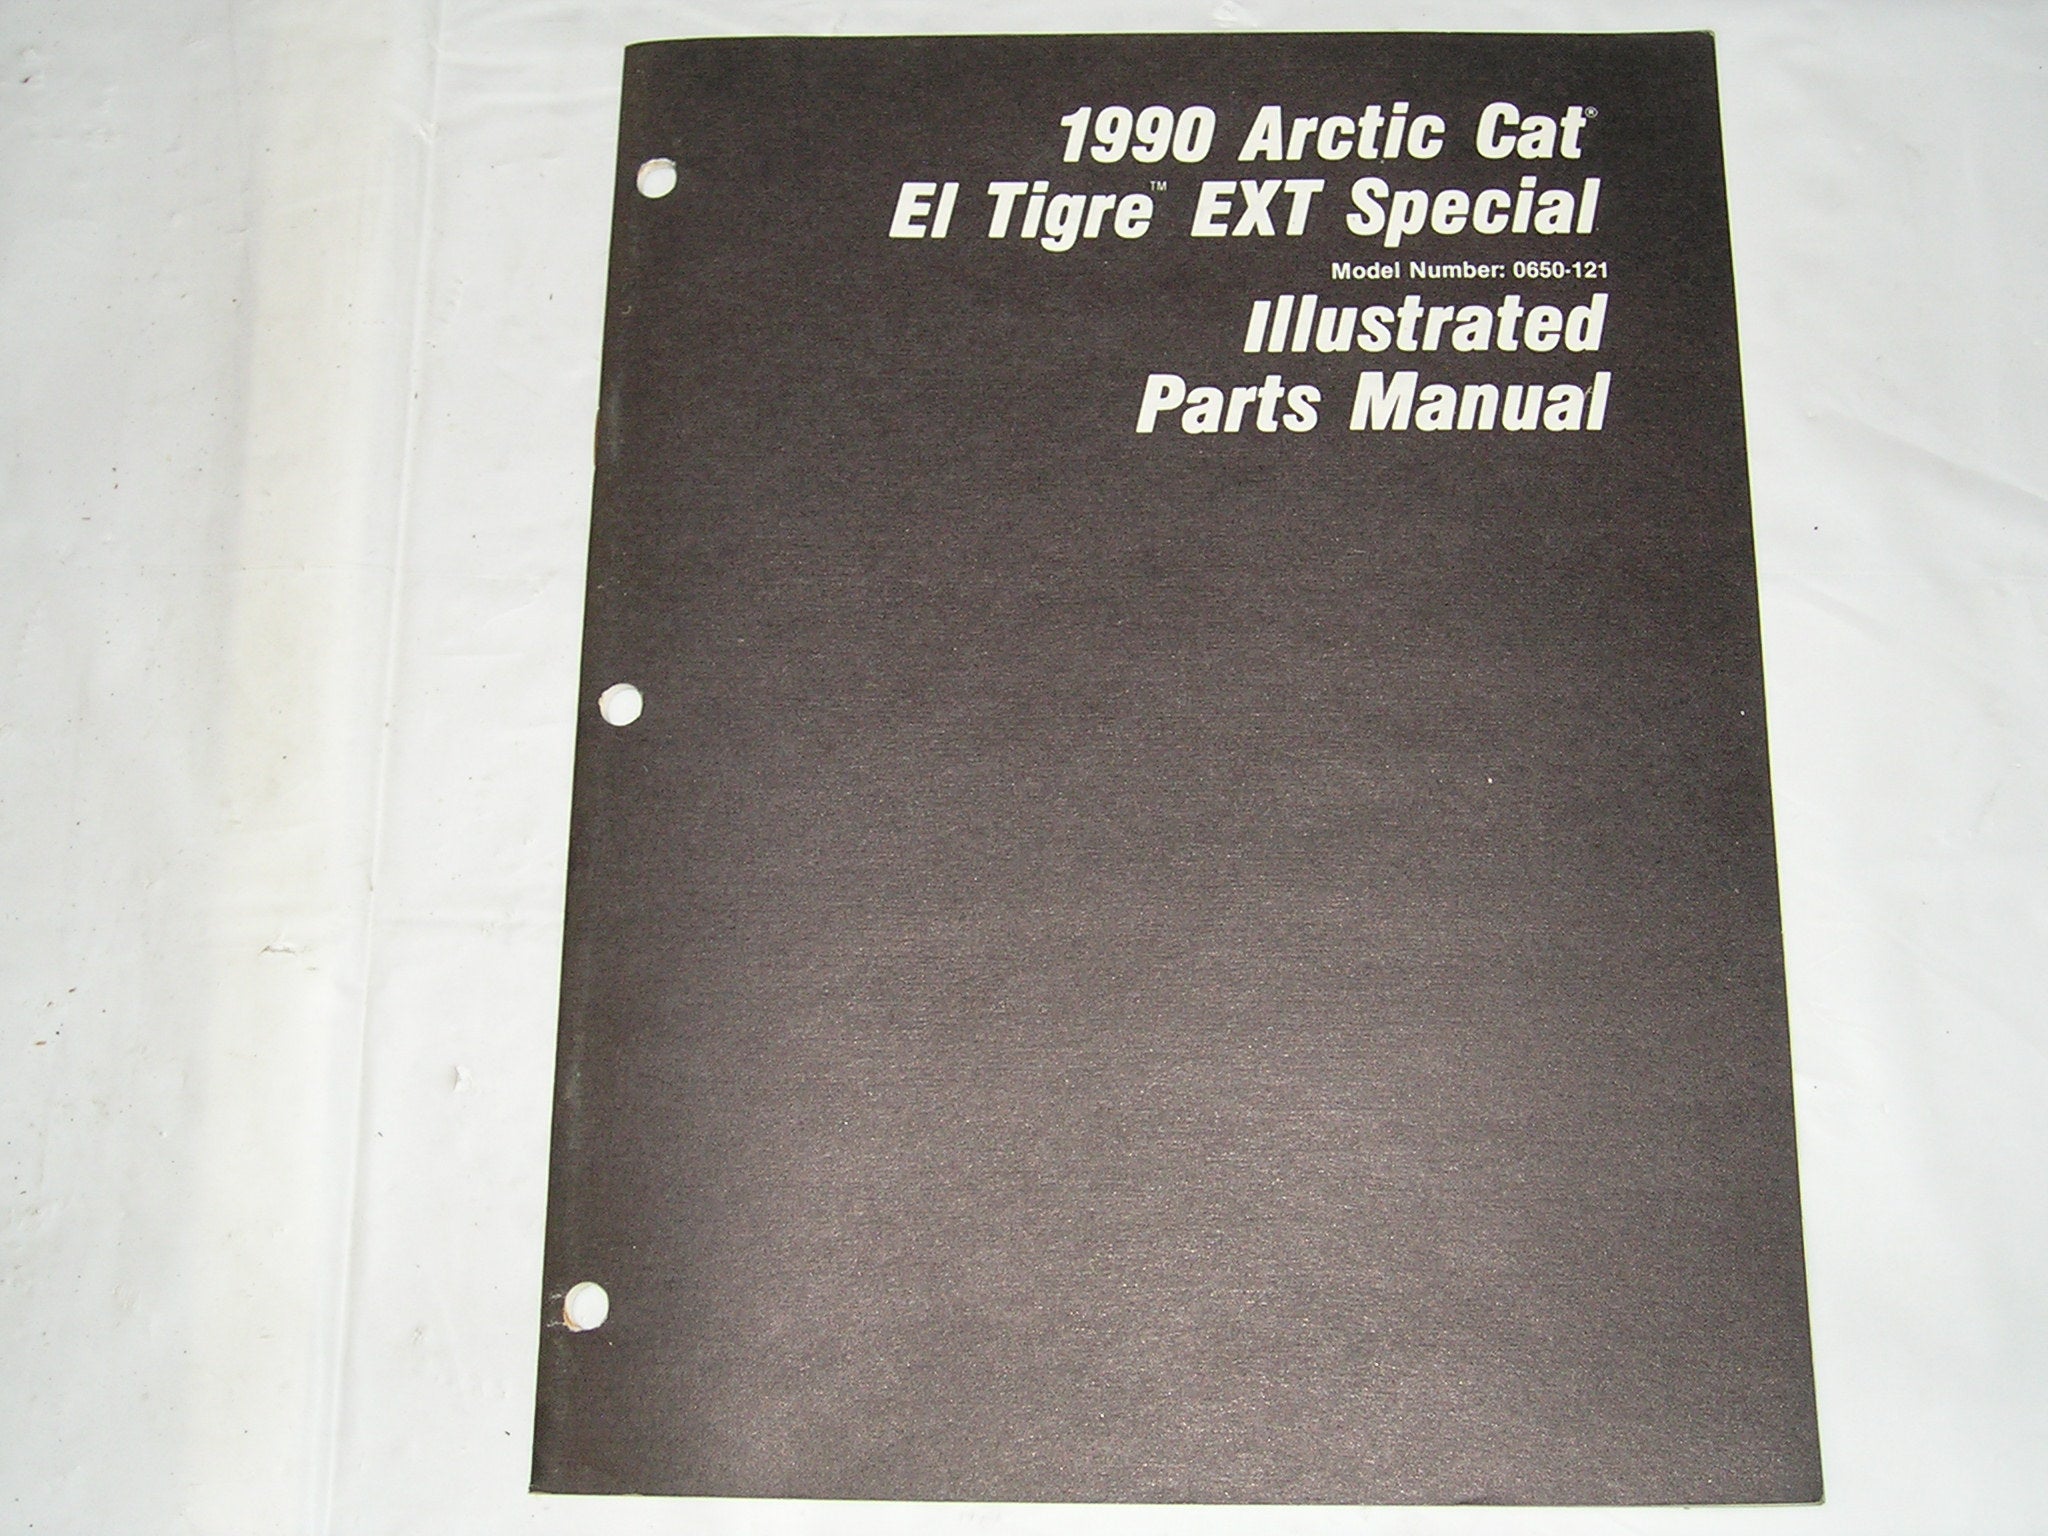 1990 Arctic Cat®
El Tigre™ EXT Special
Model Number: 0650-121
Illustrated
Parts Manual